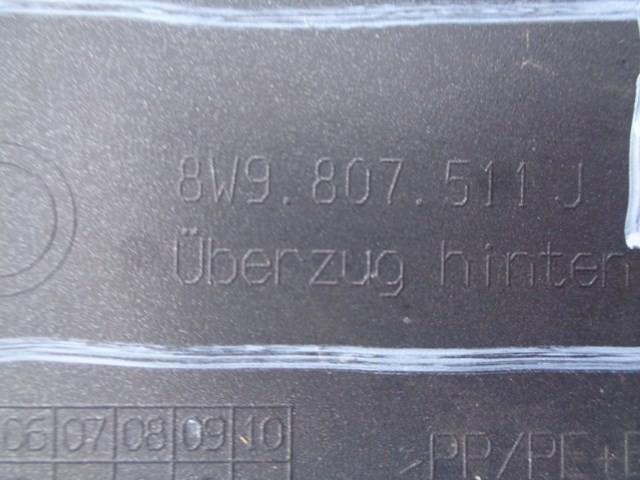 8W9.807.511 J
Überzug hinten
06 07 08 09 10
>PP/PE+E